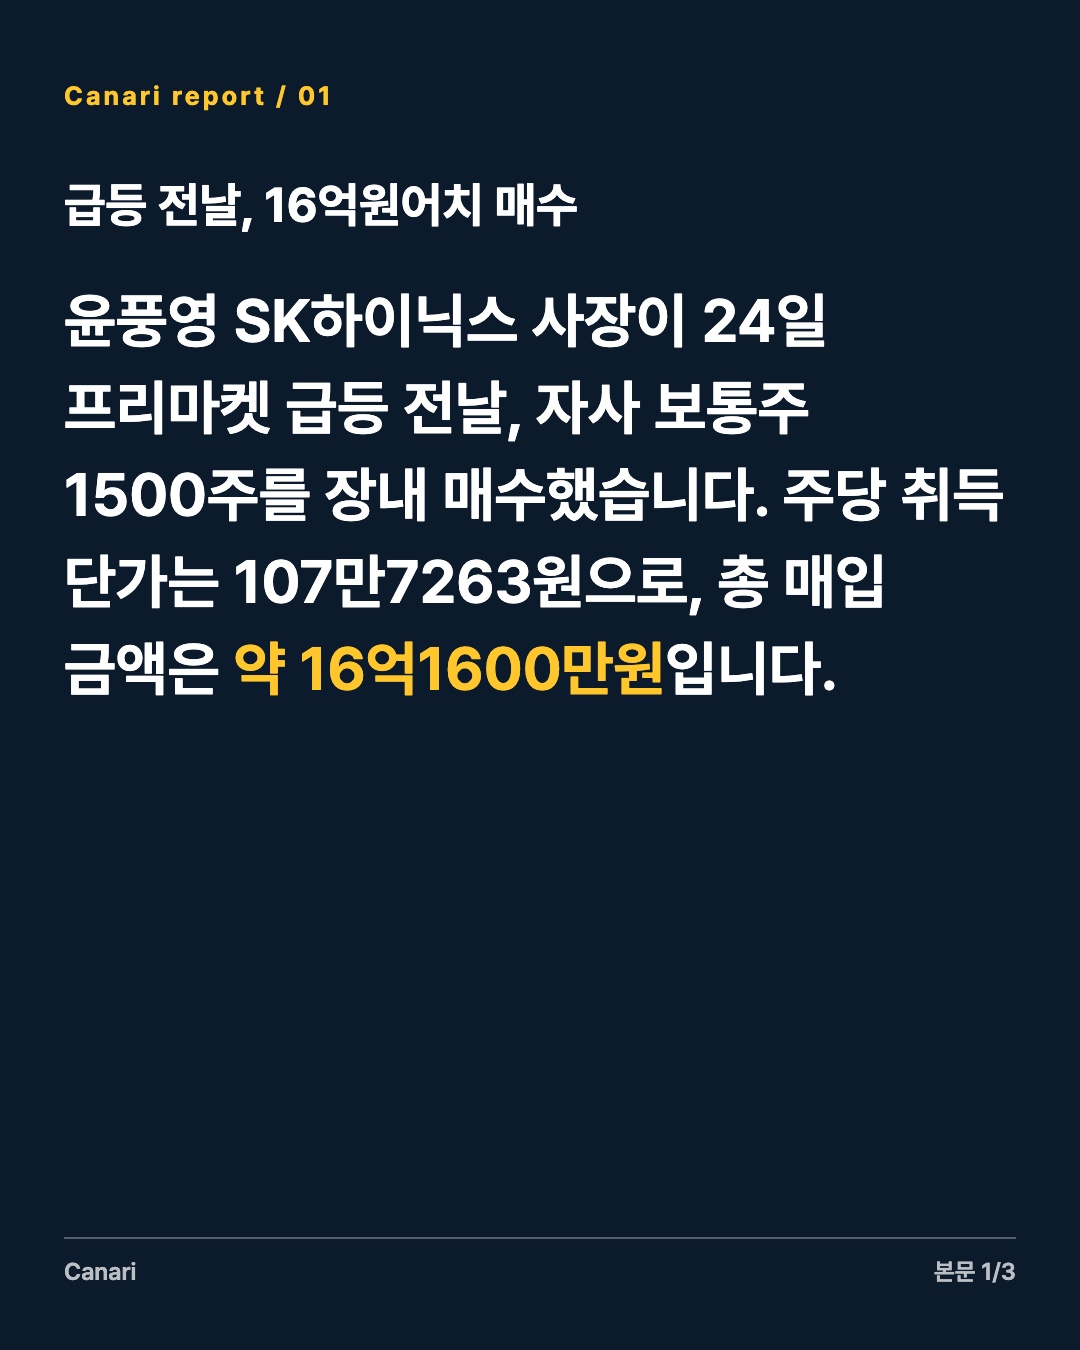 Canari report / 01
급등 전날, 16억원어치 매수
윤풍영 SK하이닉스 사장이 24일
프리마켓 급등 전날, 자사 보통주
1500주를 장내 매수했습니다. 주당 취득
단가는 107만7263원으로, 총 매입
금액은 약 16억1600만원입니다.
Canari
본문 1/3